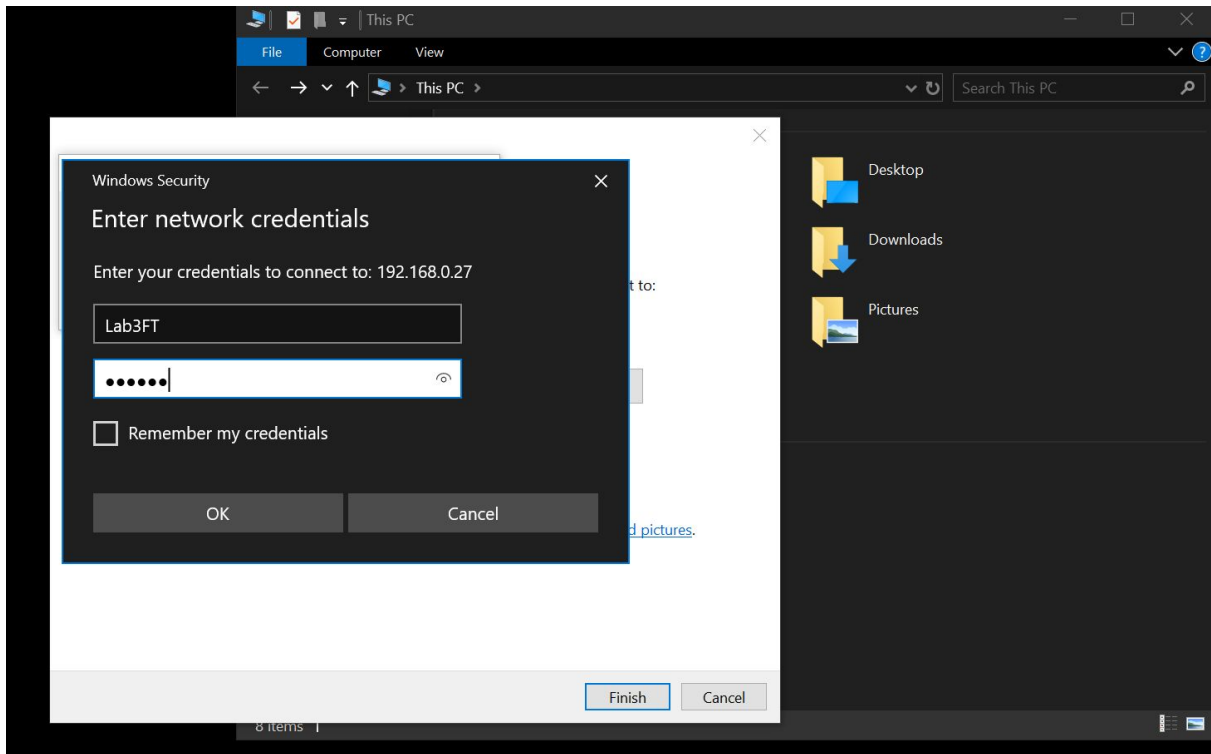 This PC
File Computer View
This PC
Search This PC
Windows Security
Enter network credentials
Enter your credentials to connect to: 192.168.0.27
Lab3FT
Remember my credentials
OK Cancel
t to:
d pictures.
Finish Cancel
Desktop
Downloads
Pictures
8 items